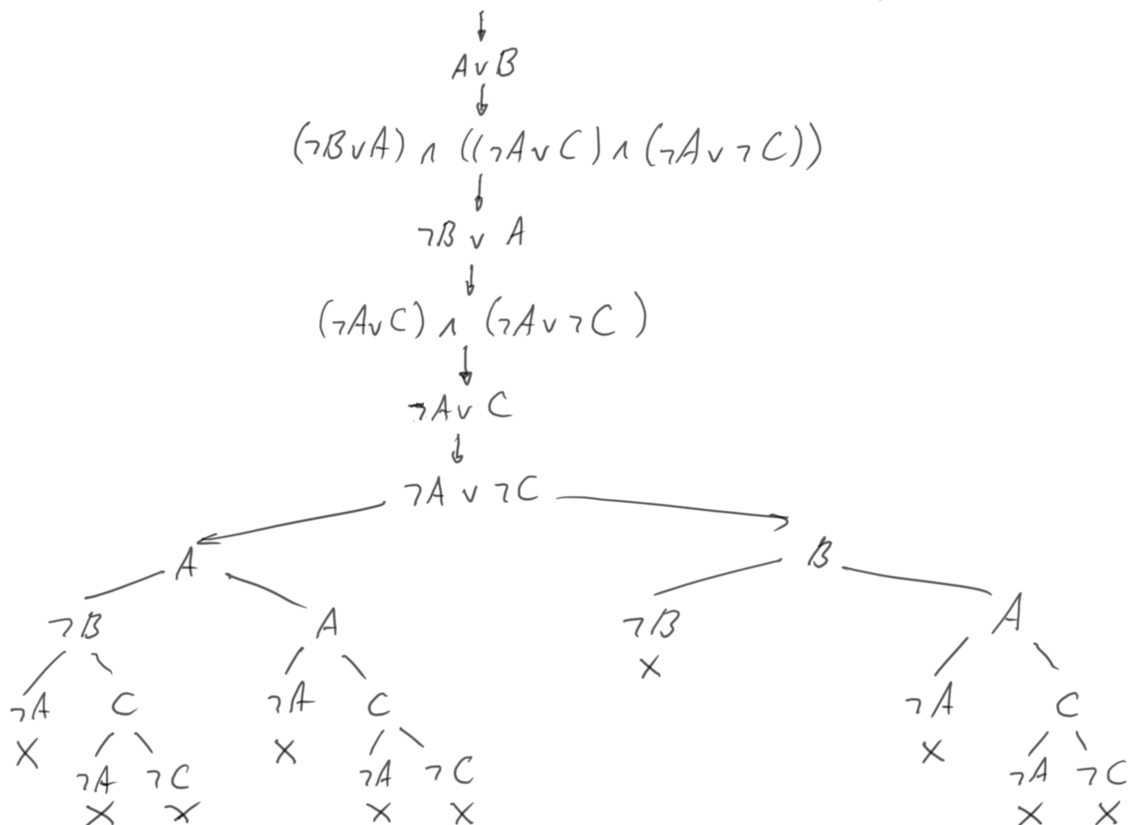 A∨B
(¬B∨A) ∧ ((¬A∨C) ∧ (¬A∨¬C))
¬B ∨ A
(¬A∨C) ∧ (¬A∨¬C)
¬A∨ C
¬A ∨ ¬C
A B
¬B A ¬B A
×
¬A C ¬A C ¬A C
× × ×
¬A ¬C ¬A ¬C ¬A ¬C
× × × × × ×